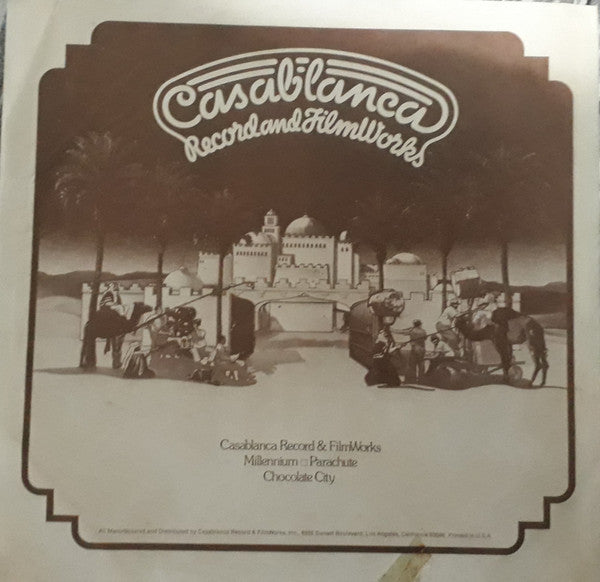 Casablanca
Record and FilmWorks
Casablanca Record & FilmWorks
Millennium □ Parachute
Chocolate City
All Manufactured and Distributed by Casablanca Record & FilmWorks, Inc., 8255 Sunset Boulevard, Los Angeles, California 90046 Printed in U.S.A.